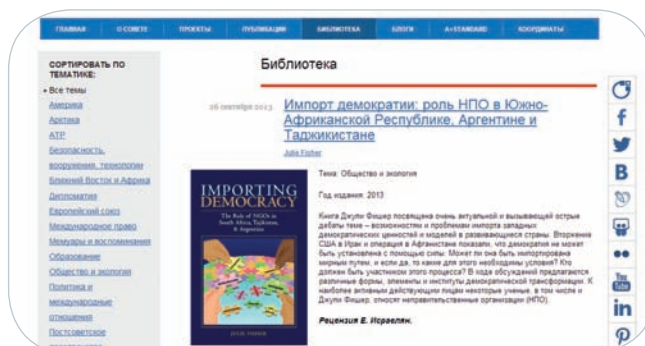 ГЛАВНАЯ О СОВЕТЕ ПРОЕКТЫ ПУБЛИКАЦИИ БИБЛИОТЕКА БЛОГИ A+STANDARD КООРДИНАТЫ
СОРТИРОВАТЬ ПО
ТЕМАТИКЕ:
Все темы
Америка
Арктика
АТР
Безопасность,
вооружения, технологии
Ближний Восток и Африка
Дипломатия
Европейский союз
Международное право
Мемуары и воспоминания
Образование
Общество и экология
Политика и
международные
отношения
Постсоветское
Библиотека
26 сентября 2013
Импорт демократии: роль НПО в Южно-
Африканской Республике, Аргентине и
Таджикистане
Julie Fisher
IMPORTING
DEMOCRACY
The Role of NGOs in
South Africa, Tajikistan,
& Argentina
JULIE FISHER
Тема: Общество и экология
Год издания: 2013
Книга Джули Фишер посвящена очень актуальной и вызывающей острые
дебаты теме – возможностям и проблемам импорта западных
демократических ценностей и моделей в развивающиеся страны. Вторжение
США в Ирак и операция в Афганистане показали, что демократия не может
быть установлена с помощью силы. Может ли она быть импортирована
мирным путем, и если да, то какие для этого необходимы условия? Кто
должен быть участником этого процесса? В ходе обсуждений предлагаются
различные формы, элементы и институты демократической трансформации. К
наиболее активным действующим лицам некоторые ученые, в том числе и
Джули Фишер, относят неправительственные организации (НПО).
Рецензия Е. Исраелян.
f
B
You
Tube
in